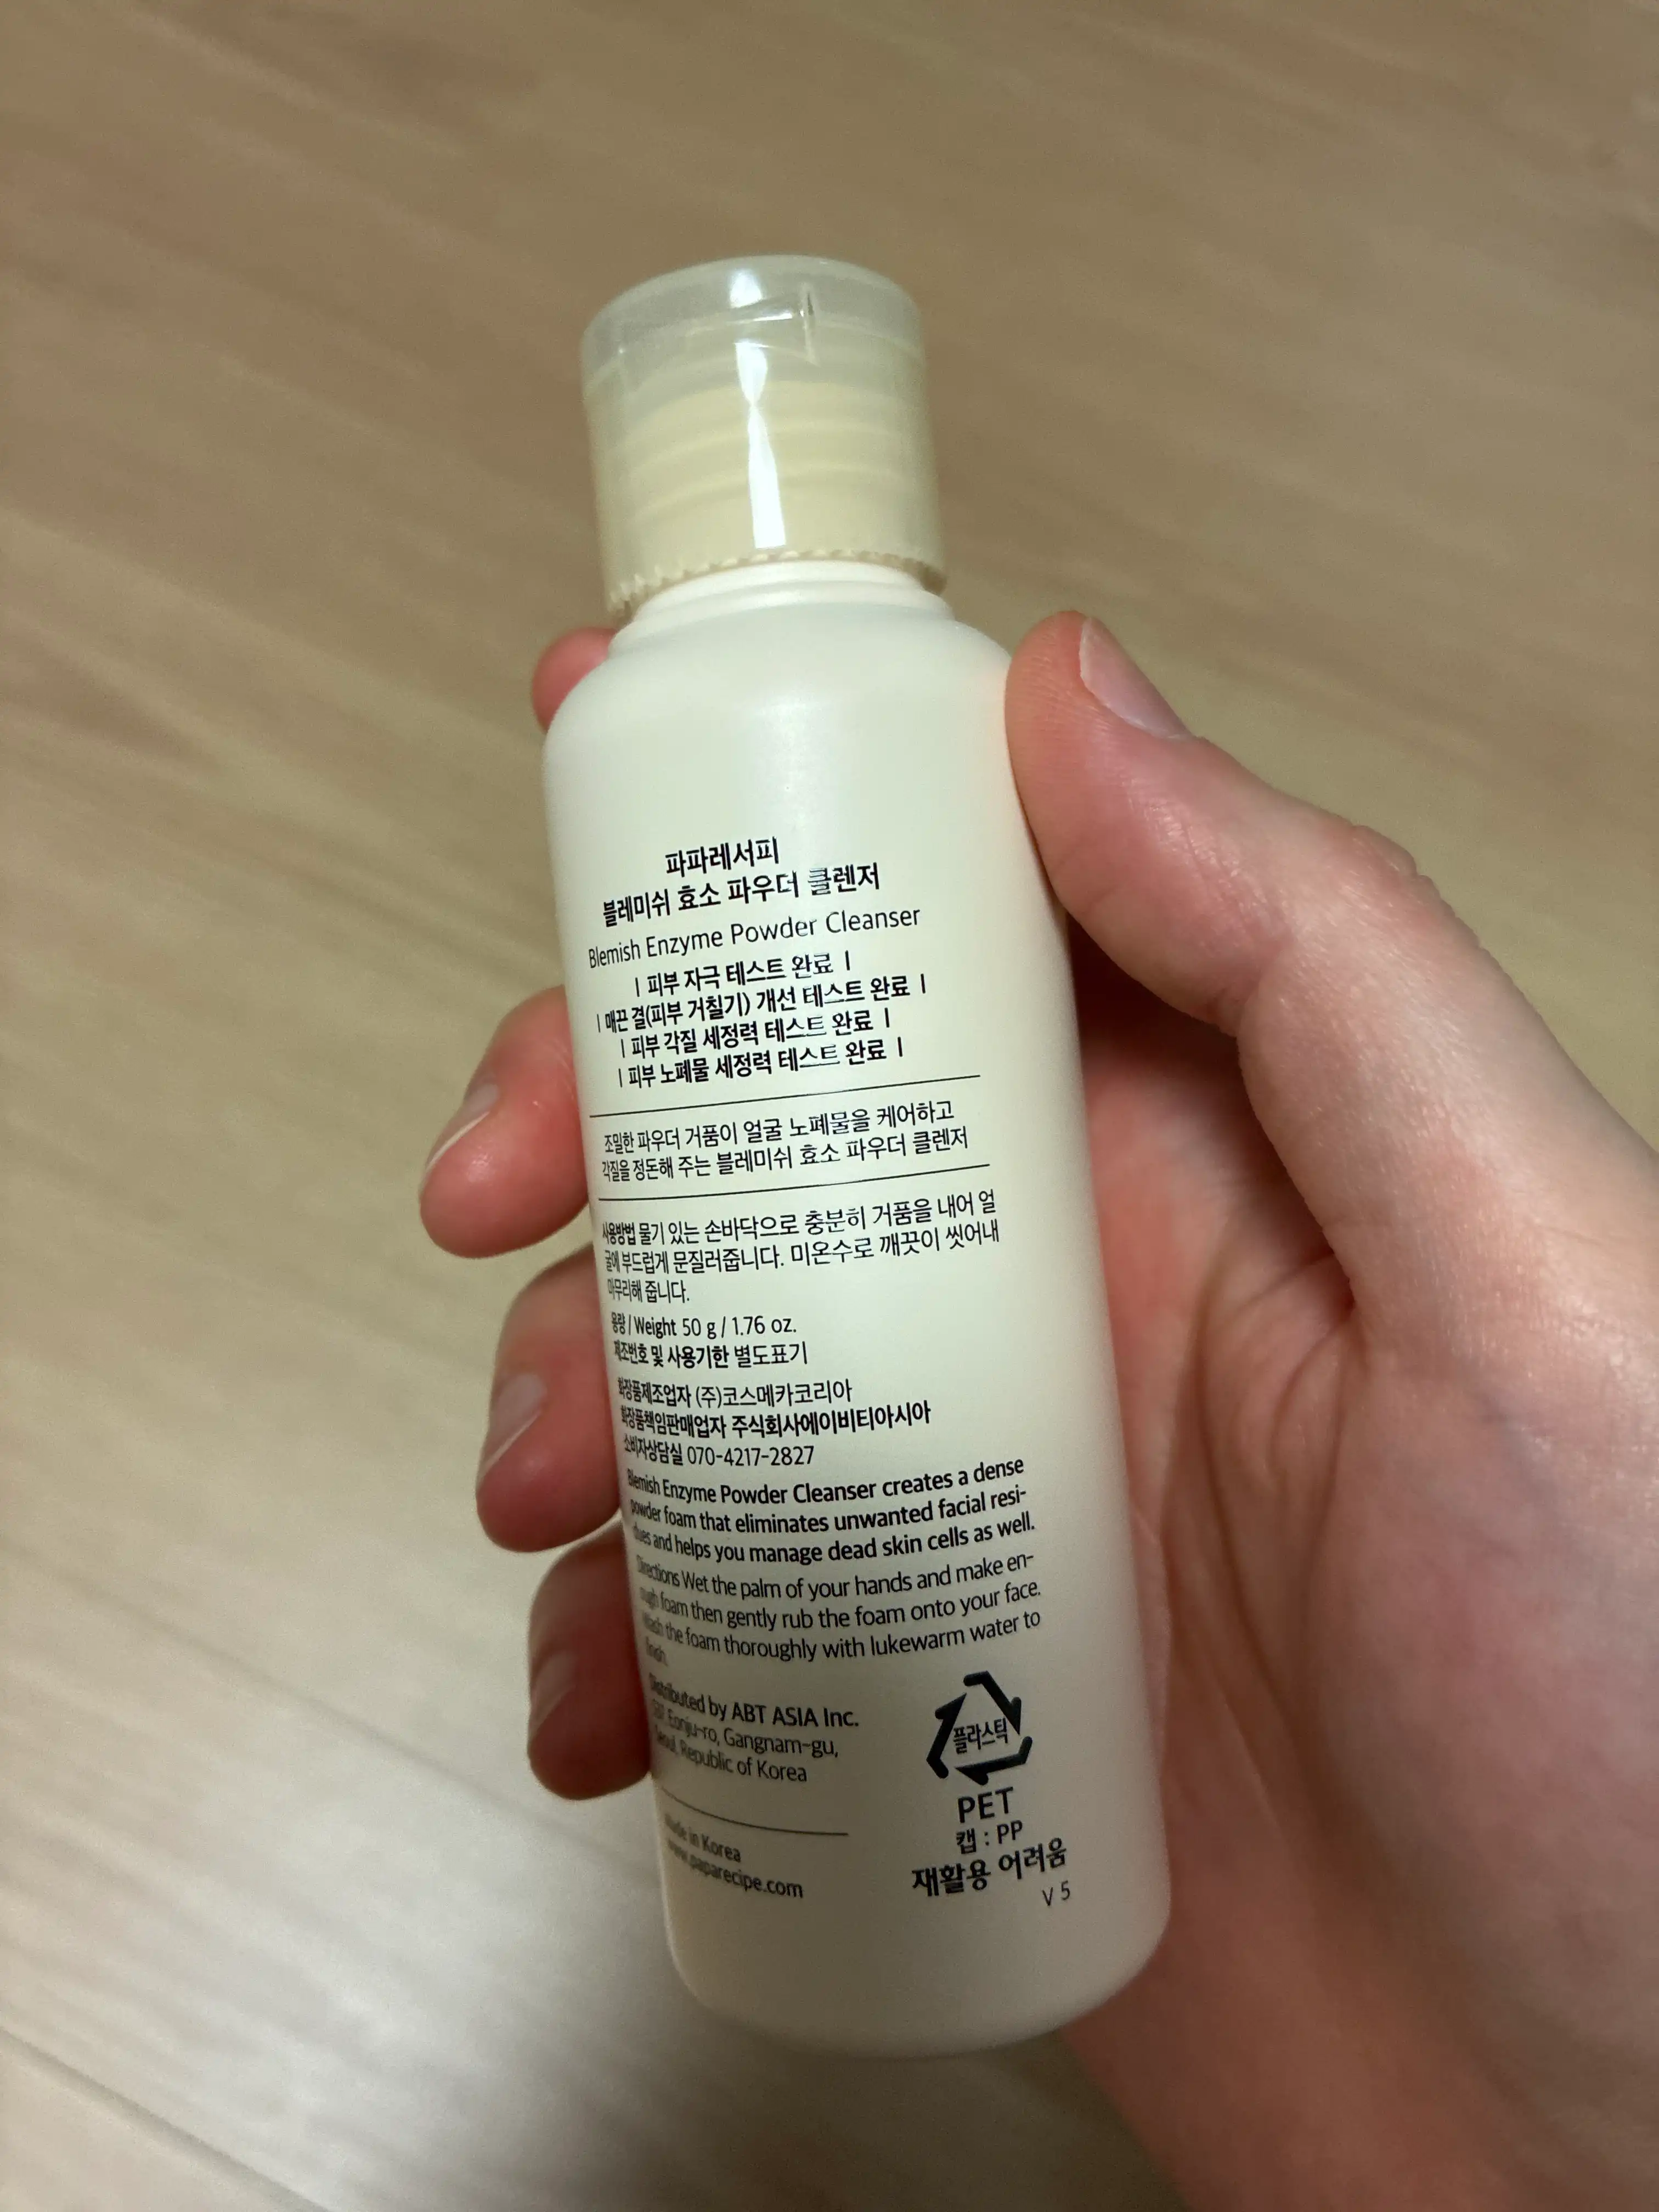 파파레서피
블레미쉬 효소 파우더 클렌저
Blemish Enzyme Powder Cleanser
| 피부 자극 테스트 완료 |
| 매끈 결(피부 거칠기) 개선 테스트 완료 |
| 피부 각질 세정력 테스트 완료 |
| 피부 노폐물 세정력 테스트 완료 |
조밀한 파우더 거품이 얼굴 노폐물을 케어하고
각질을 정돈해 주는 블레미쉬 효소 파우더 클렌저
사용방법 물기 있는 손바닥으로 충분히 거품을 내어 얼
굴에 부드럽게 문질러줍니다. 미온수로 깨끗이 씻어내
마무리해 줍니다.
용량 / Weight 50 g / 1.76 oz.
제조번호 및 사용기한 별도표기
화장품제조업자 (주)코스메카코리아
화장품책임판매업자 주식회사에이비티아시아
소비자상담실 070-4217-2827
Blemish Enzyme Powder Cleanser creates a dense
powder foam that eliminates unwanted facial resi-
dues and helps you manage dead skin cells as well.
Directions Wet the palm of your hands and make en-
ough foam then gently rub the foam onto your face.
Wash the foam thoroughly with lukewarm water to
finish.
Distributed by ABT ASIA Inc.
Eonju-ro, Gangnam-gu,
Seoul, Republic of Korea
Made in Korea
www.paparecipe.com
플라스틱
PET
캡 : PP
재활용 어려움
V 5